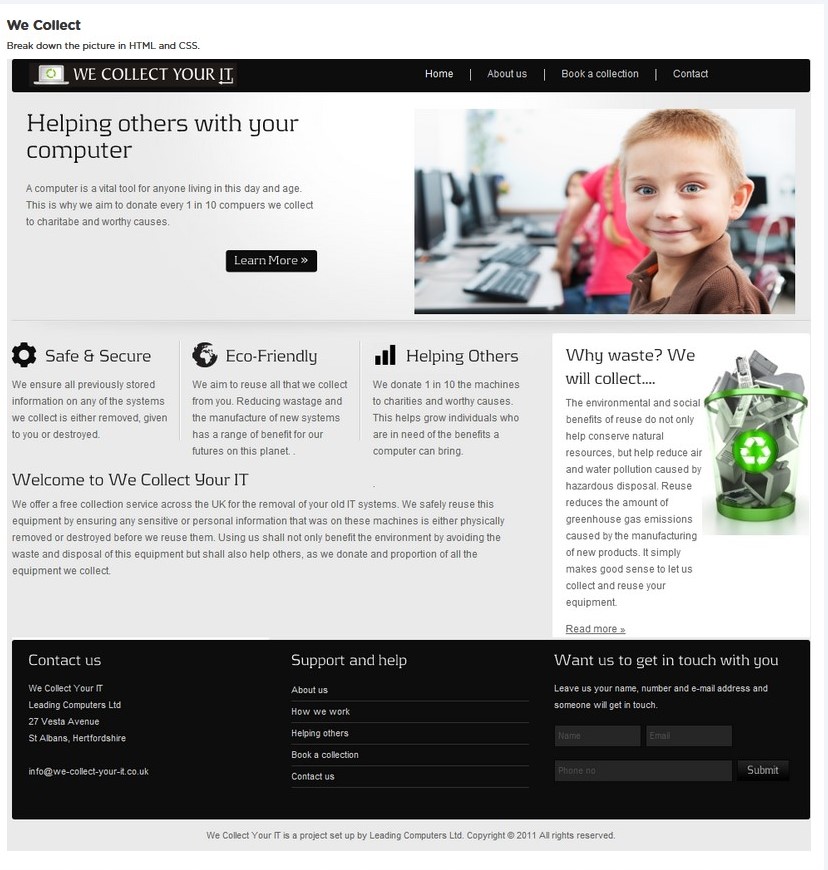 We Collect
Break down the picture in HTML and CSS.
WE COLLECT YOUR IT
Home | About us | Book a collection | Contact
Helping others with your
computer
A computer is a vital tool for anyone living in this day and age.
This is why we aim to donate every 1 in 10 compuers we collect
to charitabe and worthy causes.
Learn More »
Safe & Secure
We ensure all previously stored
information on any of the systems
we collect is either removed, given
to you or destroyed.
Eco-Friendly
We aim to reuse all that we collect
from you. Reducing wastage and
the manufacture of new systems
has a range of benefit for our
futures on this planet. .
Helping Others
We donate 1 in 10 the machines
to charities and worthy causes.
This helps grow individuals who
are in need of the benefits a
computer can bring.
.
Welcome to We Collect Your IT
We offer a free collection service across the UK for the removal of your old IT systems. We safely reuse this
equipment by ensuring any sensitive or personal information that was on these machines is either physically
removed or destroyed before we reuse them. Using us shall not only benefit the environment by avoiding the
waste and disposal of this equipment but shall also help others, as we donate and proportion of all the
equipment we collect.
Why waste? We
will collect....
The environmental and social
benefits of reuse do not only
help conserve natural
resources, but help reduce air
and water pollution caused by
hazardous disposal. Reuse
reduces the amount of
greenhouse gas emissions
caused by the manufacturing
of new products. It simply
makes good sense to let us
collect and reuse your
equipment.
Read more »
Contact us
We Collect Your IT
Leading Computers Ltd
27 Vesta Avenue
St Albans, Hertfordshire
info@we-collect-your-it.co.uk
Support and help
About us
How we work
Helping others
Book a collection
Contact us
Want us to get in touch with you
Leave us your name, number and e-mail address and
someone will get in touch.
Name
Email
Phone no
Submit
We Collect Your IT is a project set up by Leading Computers Ltd. Copyright © 2011 All rights reserved.